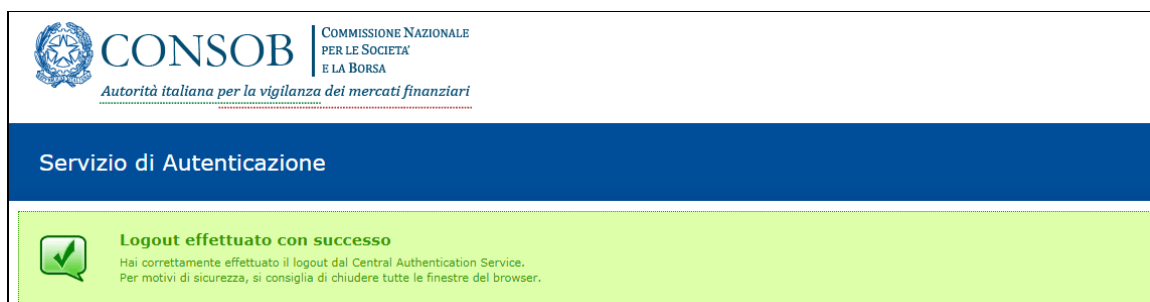 CONSOB
COMMISSIONE NAZIONALE
PER LE SOCIETA'
E LA BORSA
Autorità italiana per la vigilanza dei mercati finanziari
Servizio di Autenticazione
Logout effettuato con successo
Hai correttamente effettuato il logout dal Central Authentication Service.
Per motivi di sicurezza, si consiglia di chiudere tutte le finestre del browser.